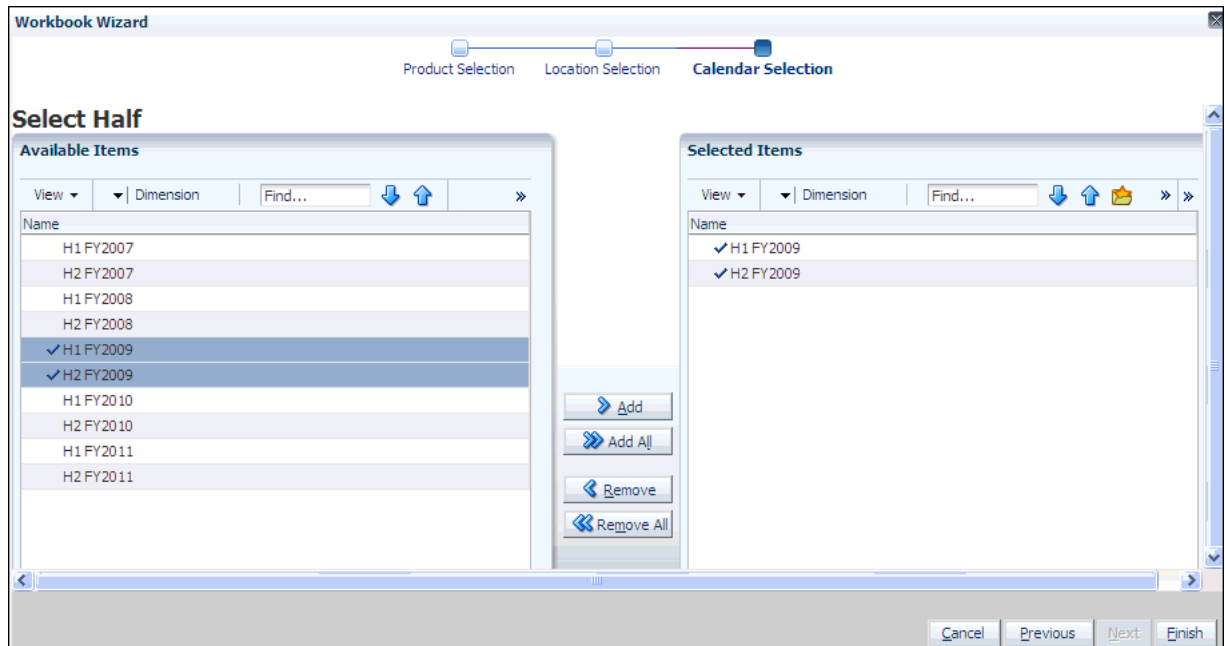 Workbook Wizard
Product Selection Location Selection Calendar Selection
Select Half
Available Items
View Dimension Find... »
Name
H1 FY2007
H2 FY2007
H1 FY2008
H2 FY2008
H1 FY2009
H2 FY2009
H1 FY2010
H2 FY2010
H1 FY2011
H2 FY2011
Add
Add All
Remove
Remove All
Selected Items
View Dimension Find... » »
Name
H1 FY2009
H2 FY2009
Cancel Previous Next Finish